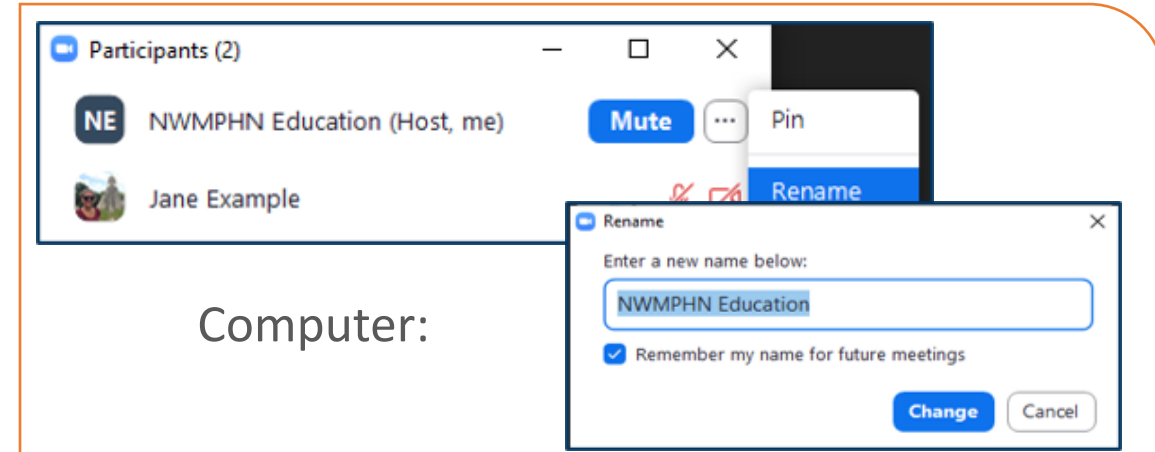 Participants (2)
NE NWMPHN Education (Host, me) Mute ... Pin
Jane Example Rename
Rename
Enter a new name below:
NWMPHN Education
Remember my name for future meetings
Change Cancel
Computer: